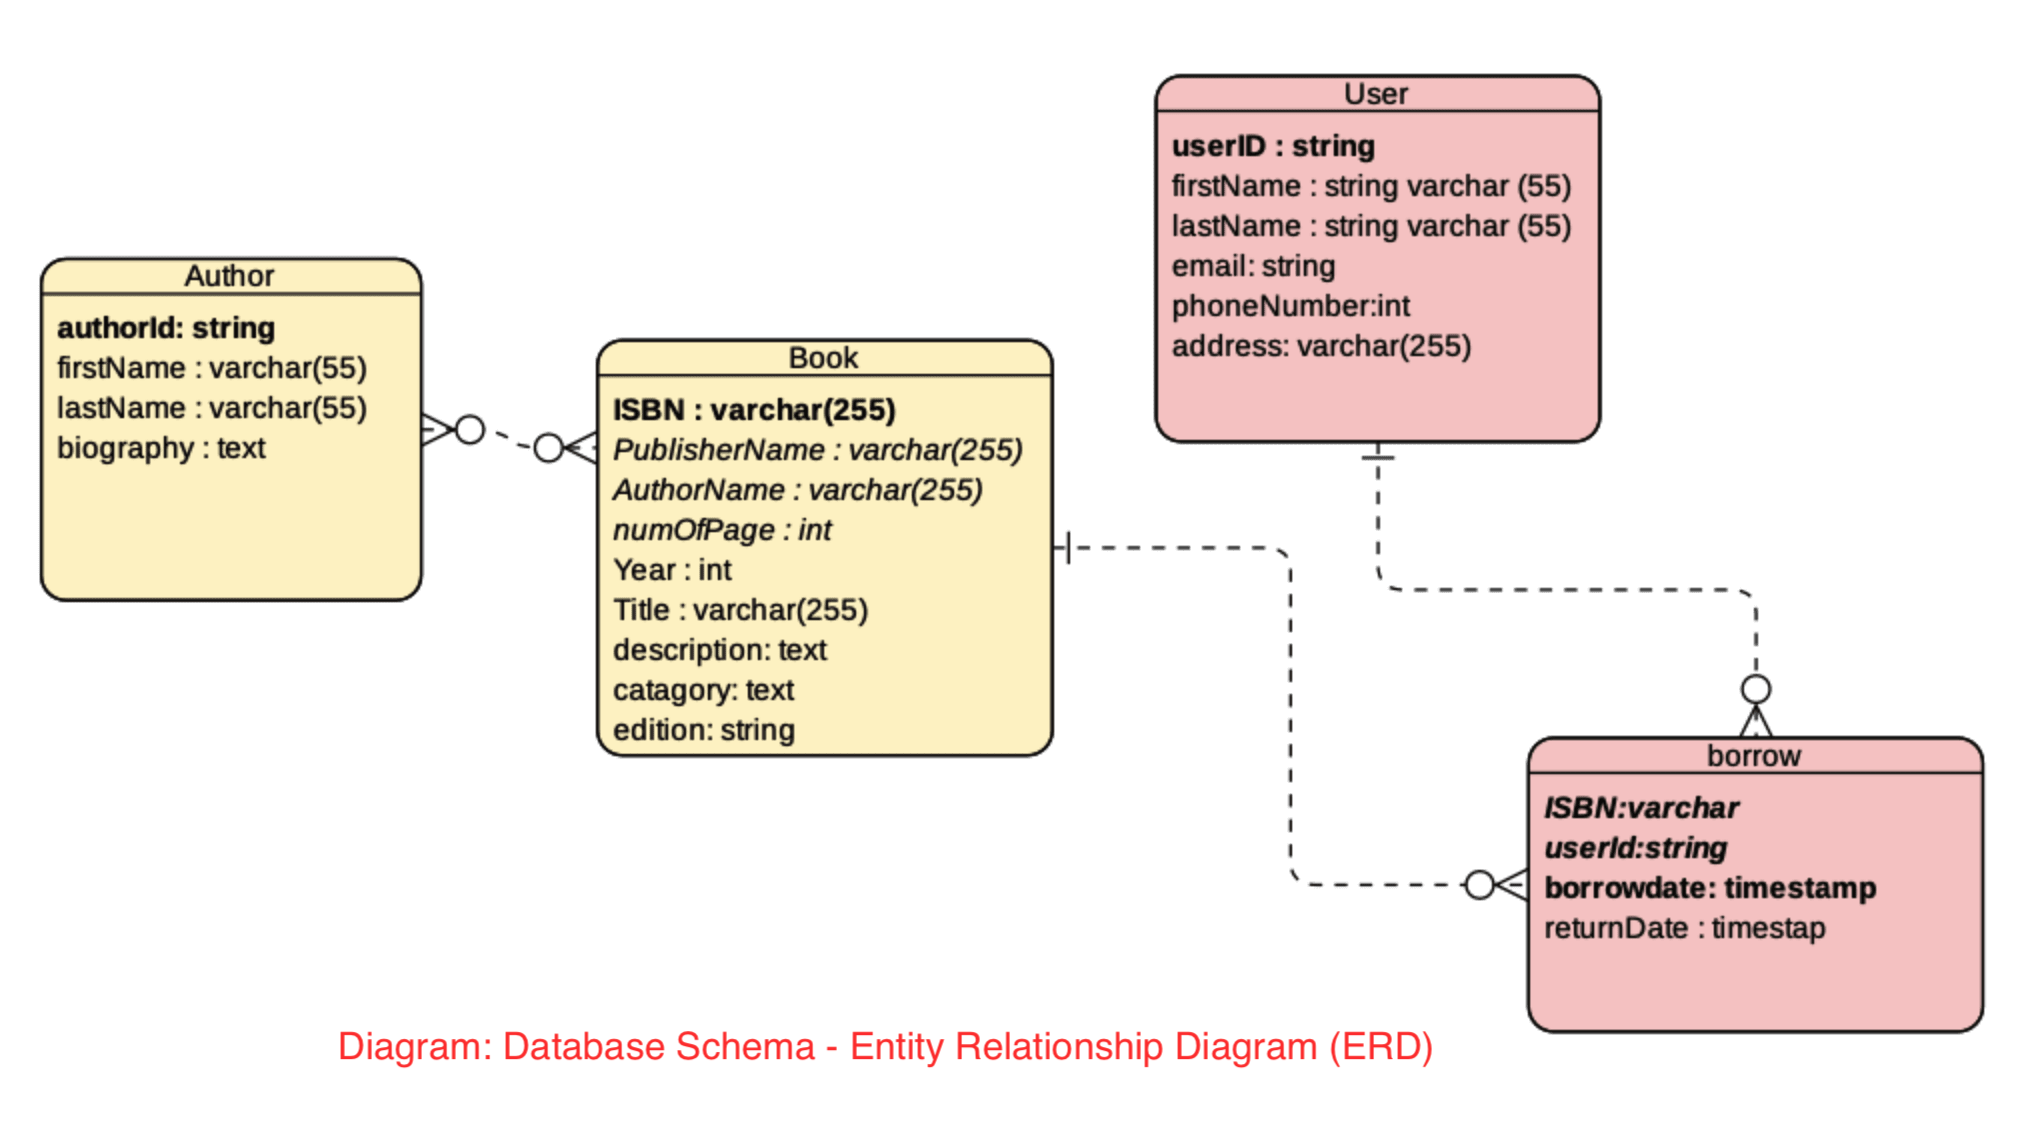 User
userID : string
firstName : string varchar (55)
lastName : string varchar (55)
email: string
phoneNumber:int
address: varchar(255)
Author
authorId: string
firstName : varchar(55)
lastName : varchar(55)
biography : text
Book
ISBN : varchar(255)
PublisherName : varchar(255)
AuthorName : varchar(255)
numOfPage : int
Year : int
Title : varchar(255)
description: text
catagory: text
edition: string
borrow
ISBN:varchar
userId:string
borrowdate: timestamp
returnDate : timestap
Diagram: Database Schema - Entity Relationship Diagram (ERD)